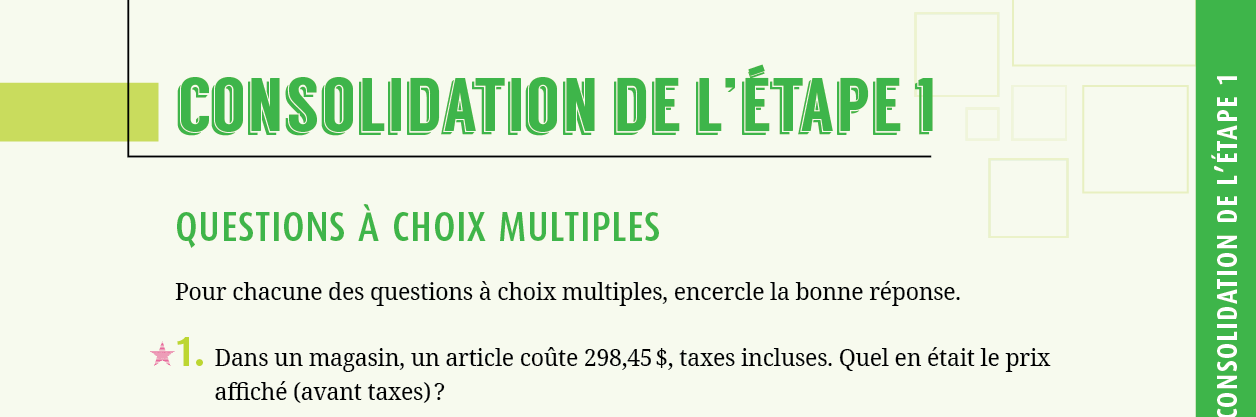 CONSOLIDATION DE L'ÉTAPE 1
QUESTIONS À CHOIX MULTIPLES
Pour chacune des questions à choix multiples, encercle la bonne réponse.
1. Dans un magasin, un article coûte 298,45 $, taxes incluses. Quel en était le prix
affiché (avant taxes) ?
CONSOLIDATION DE L'ÉTAPE 1